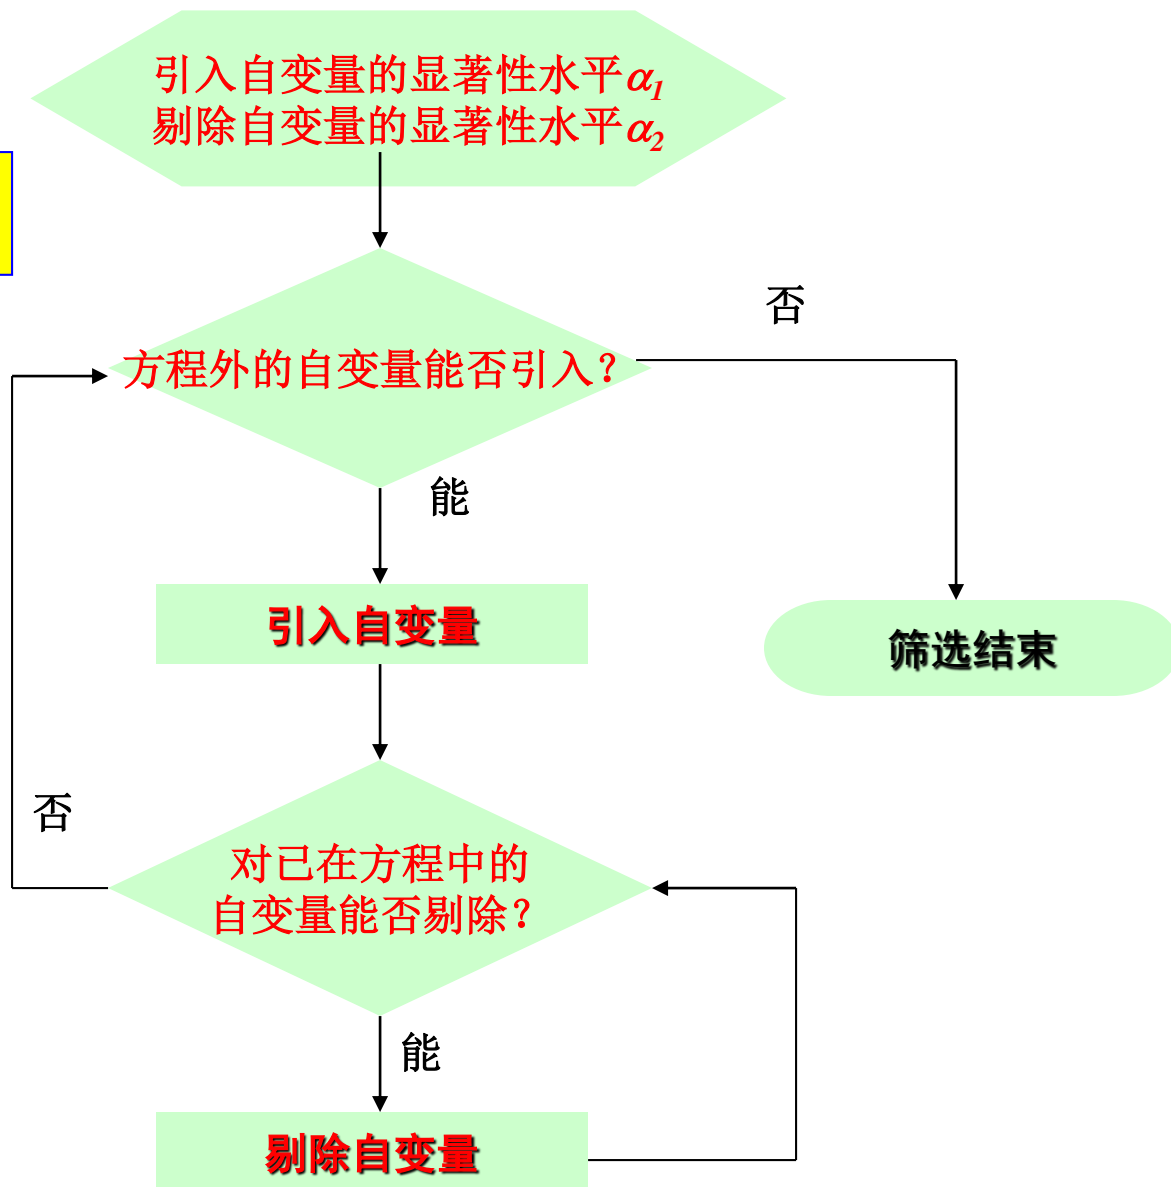 引入自变量的显著性水平α1
剔除自变量的显著性水平α2
否
方程外的自变量能否引入？
能
引入自变量
筛选结束
否
对已在方程中的
自变量能否剔除？
能
剔除自变量